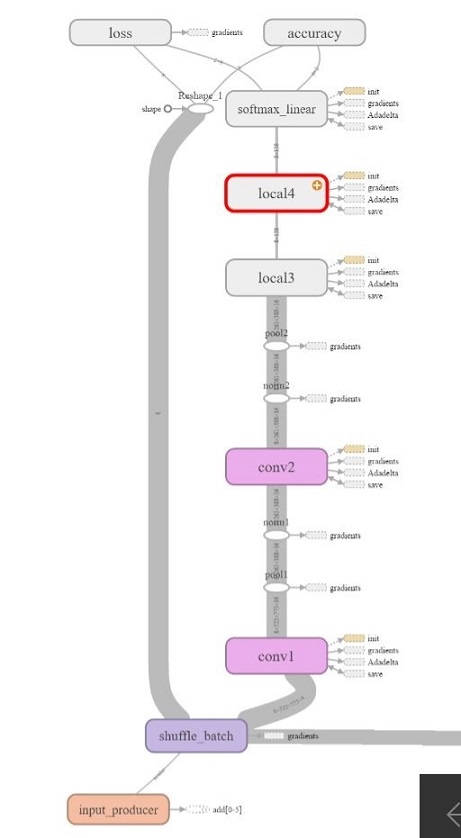 loss
gradients
accuracy
Reshape_1
shape
softmax_linear
init
gradients
Adadelta
save
local4
init
gradients
Adadelta
save
local3
init
gradients
Adadelta
save
pool2
gradients
norm2
gradients
conv2
init
gradients
Adadelta
save
norm1
gradients
pool1
gradients
conv1
init
gradients
Adadelta
save
shuffle_batch
gradients
input_producer
add[0-5]